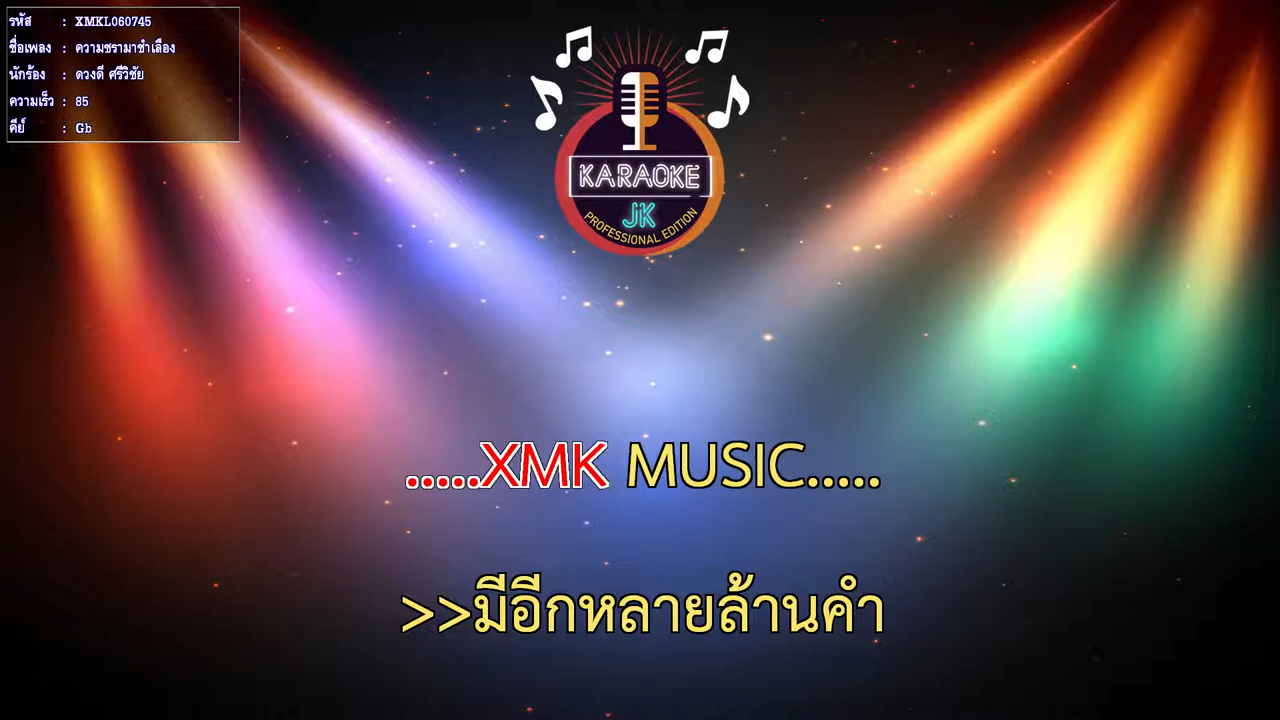 รหัส : XMKL060745
ชื่อเพลง : ความชรามาชำเลือง
นักร้อง : ดวงดี ศรีวิชัย
ความเร็ว : 85
คีย์ : Gb
KARAOKE
JK
PROFESSIONAL EDITION
.....XMK MUSIC.....
>>มีอีกหลายล้านคำ